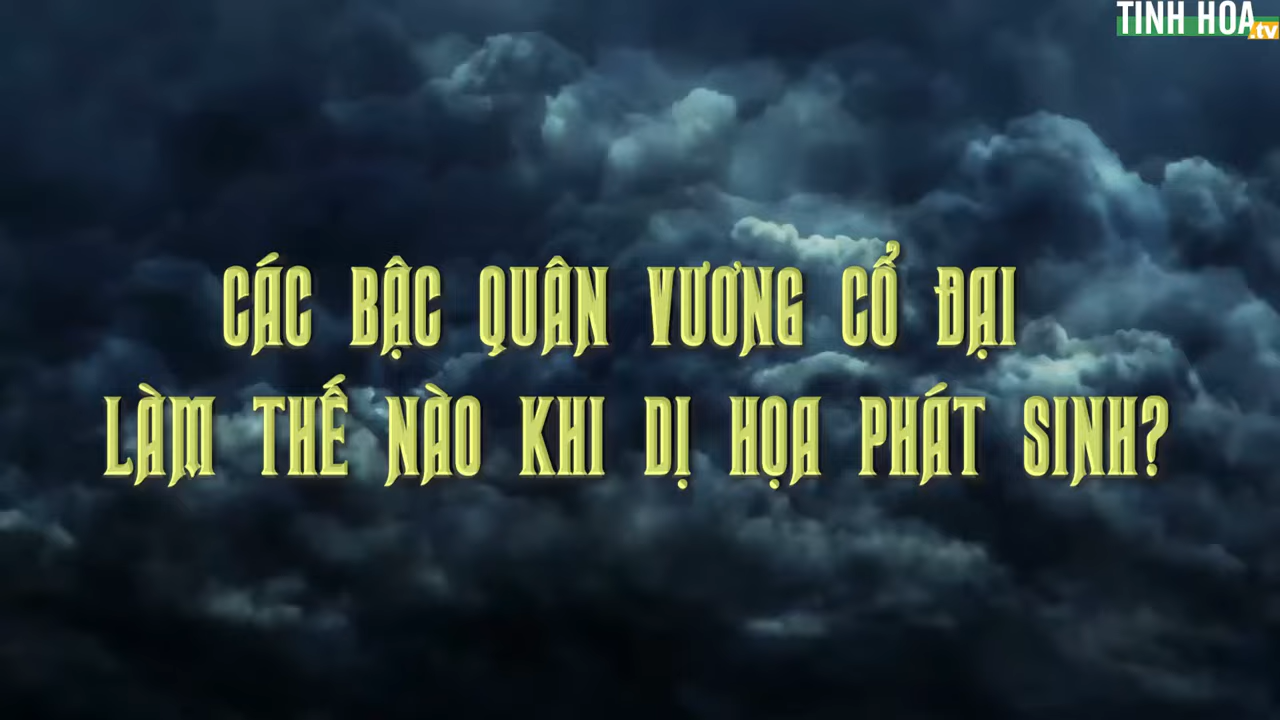 TINH HOA
.tv
CÁC BẬC QUÂN VƯƠNG CỔ ĐẠI
LÀM THẾ NÀO KHI DỊ HỌA PHÁT SINH?